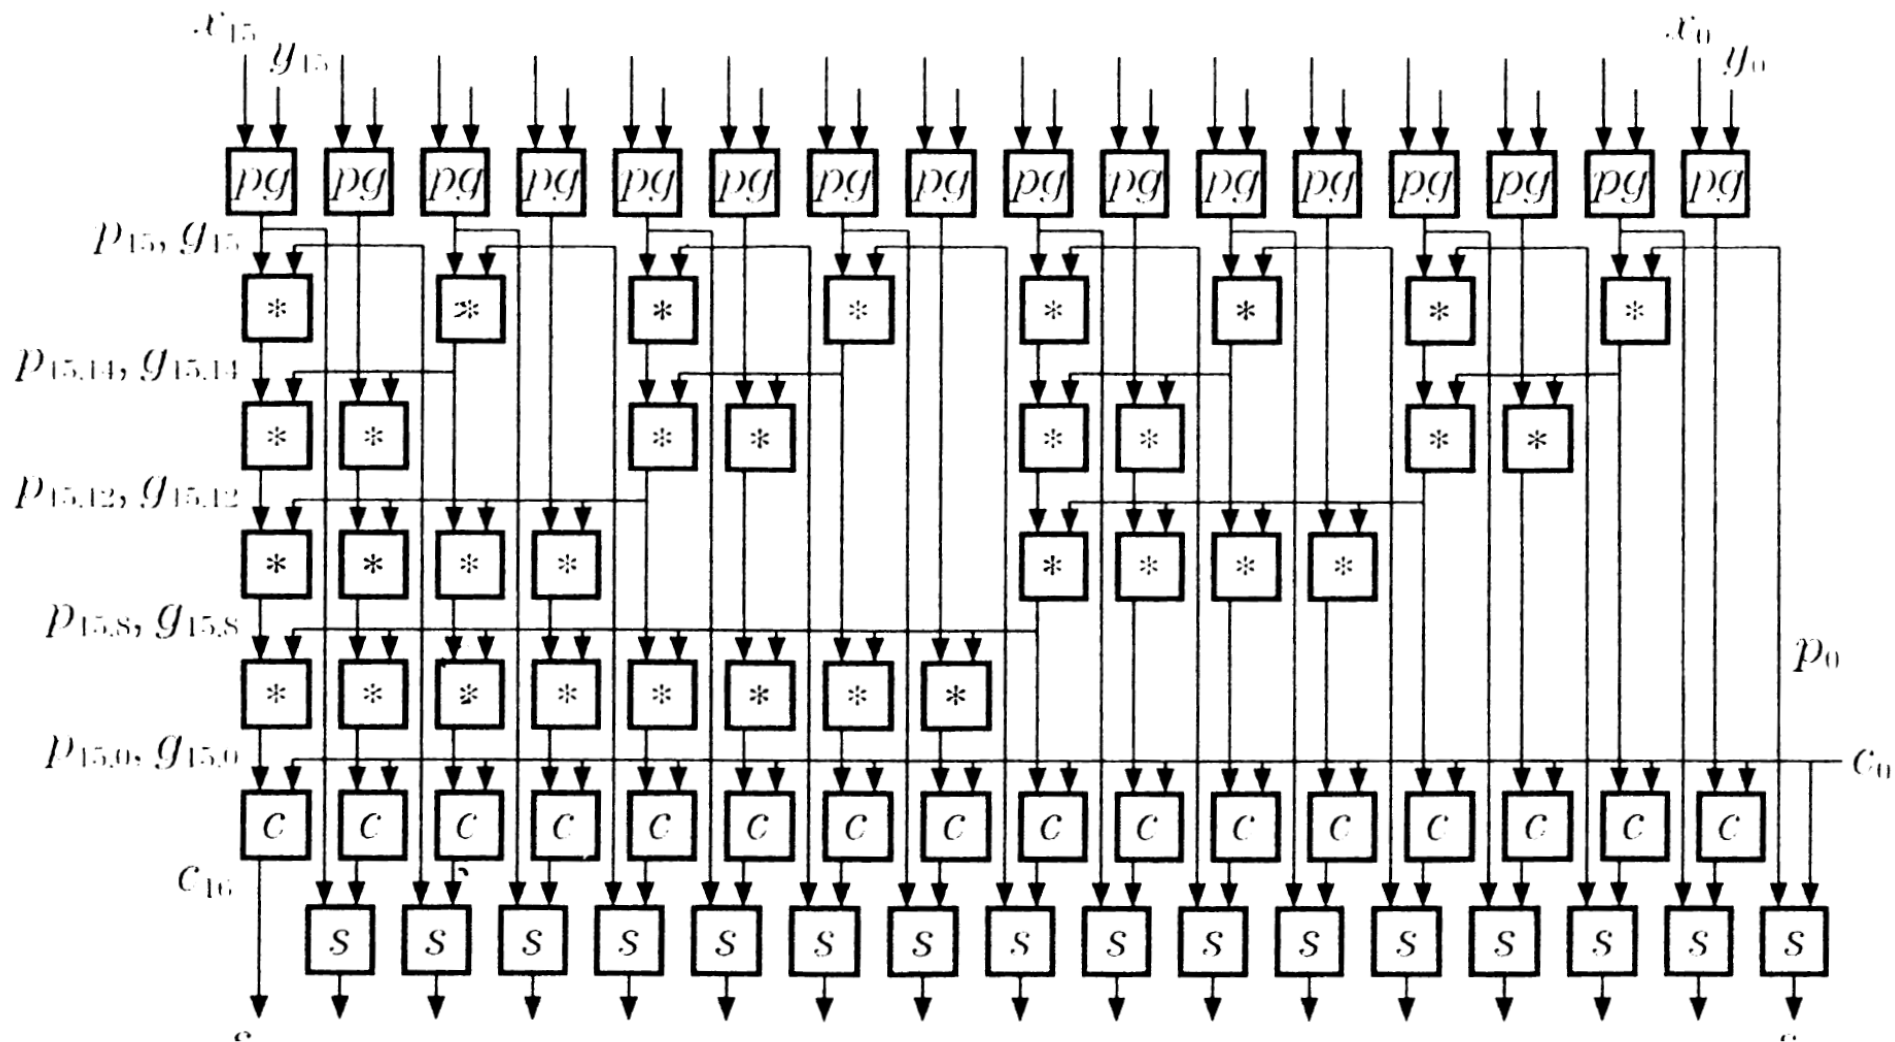 x₁₅ x₀
y₁₅ y₀
pg pg pg pg pg pg pg pg pg pg pg pg pg pg pg pg
p₁₅, g₁₅
* * * * * * * *
p₁₅,₁₄, g₁₅,₁₄
* * * * * * * *
p₁₅,₁₂, g₁₅,₁₂
* * * * * * * *
p₁₅,₈, g₁₅,₈
p₀
* * * * * * * *
p₁₅,₀, g₁₅,₀
c₀
c c c c c c c c c c c c c c c c
c₁₆
s s s s s s s s s s s s s s s s